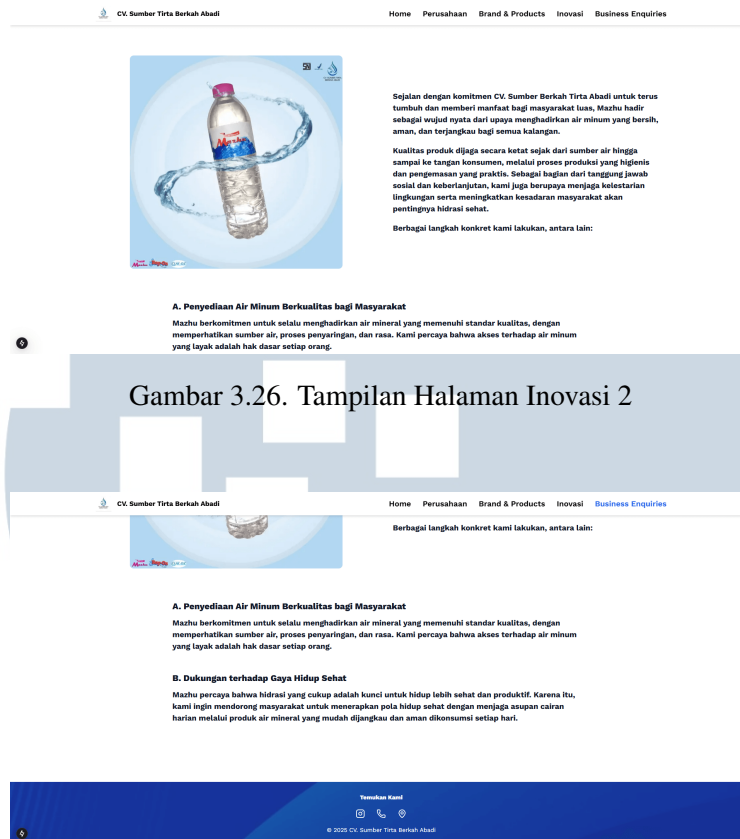 CV. Sumber Tirta Berkah Abadi
Home Perusahaan Brand & Products Inovasi Business Enquiries
Sejalan dengan komitmen CV. Sumber Berkah Tirta Abadi untuk terus
tumbuh dan memberi manfaat bagi masyarakat luas, Mazhu hadir
sebagai wujud nyata dari upaya menghadirkan air minum yang bersih,
aman, dan terjangkau bagi semua kalangan.
Kualitas produk dijaga secara ketat sejak dari sumber air hingga
sampai ke tangan konsumen, melalui proses produksi yang higienis
dan pengemasan yang praktis. Sebagai bagian dari tanggung jawab
sosial dan keberlanjutan, kami juga berupaya menjaga kelestarian
lingkungan serta meningkatkan kesadaran masyarakat akan
pentingnya hidrasi sehat.
Berbagai langkah konkret kami lakukan, antara lain:
A. Penyediaan Air Minum Berkualitas bagi Masyarakat
Mazhu berkomitmen untuk selalu menghadirkan air mineral yang memenuhi standar kualitas, dengan
memperhatikan sumber air, proses penyaringan, dan rasa. Kami percaya bahwa akses terhadap air minum
yang layak adalah hak dasar setiap orang.
Gambar 3.26. Tampilan Halaman Inovasi 2
CV. Sumber Tirta Berkah Abadi
Home Perusahaan Brand & Products Inovasi Business Enquiries
Berbagai langkah konkret kami lakukan, antara lain:
A. Penyediaan Air Minum Berkualitas bagi Masyarakat
Mazhu berkomitmen untuk selalu menghadirkan air mineral yang memenuhi standar kualitas, dengan
memperhatikan sumber air, proses penyaringan, dan rasa. Kami percaya bahwa akses terhadap air minum
yang layak adalah hak dasar setiap orang.
B. Dukungan terhadap Gaya Hidup Sehat
Mazhu percaya bahwa hidrasi yang cukup adalah kunci untuk hidup lebih sehat dan produktif. Karena itu,
kami ingin mendorong masyarakat untuk menerapkan pola hidup sehat dengan menjaga asupan cairan
harian melalui produk air mineral yang mudah dijangkau dan aman dikonsumsi setiap hari.
Temukan Kami
© 2025 CV. Sumber Tirta Berkah Abadi